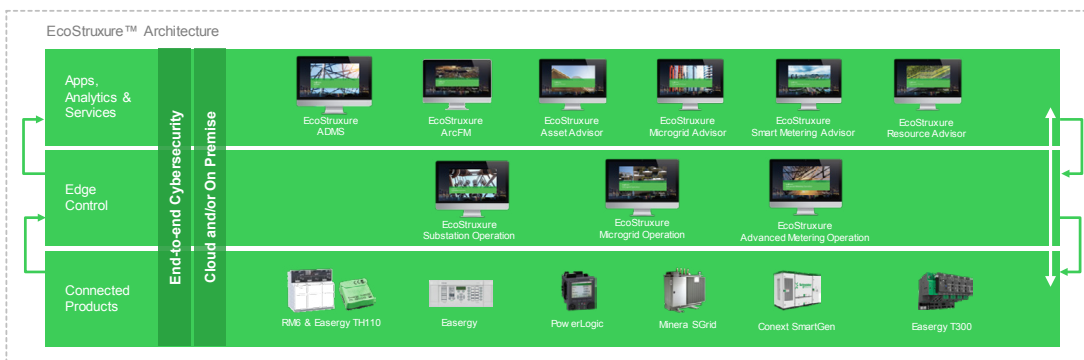 EcoStruxure™ Architecture
Apps,
Analytics &
Services
End-to-end Cybersecurity
Cloud and/or On Premise
EcoStruxure
ADMS
EcoStruxure
ArcFM
EcoStruxure
Asset Advisor
EcoStruxure
Microgrid Advisor
EcoStruxure
Smart Metering Advisor
EcoStruxure
Resource Advisor
Edge
Control
EcoStruxure
Substation Operation
EcoStruxure
Microgrid Operation
EcoStruxure
Advanced Metering Operation
Connected
Products
RM6 & Easergy TH110
Easergy
PowerLogic
Minera SGrid
Conext SmartGen
Easergy T300